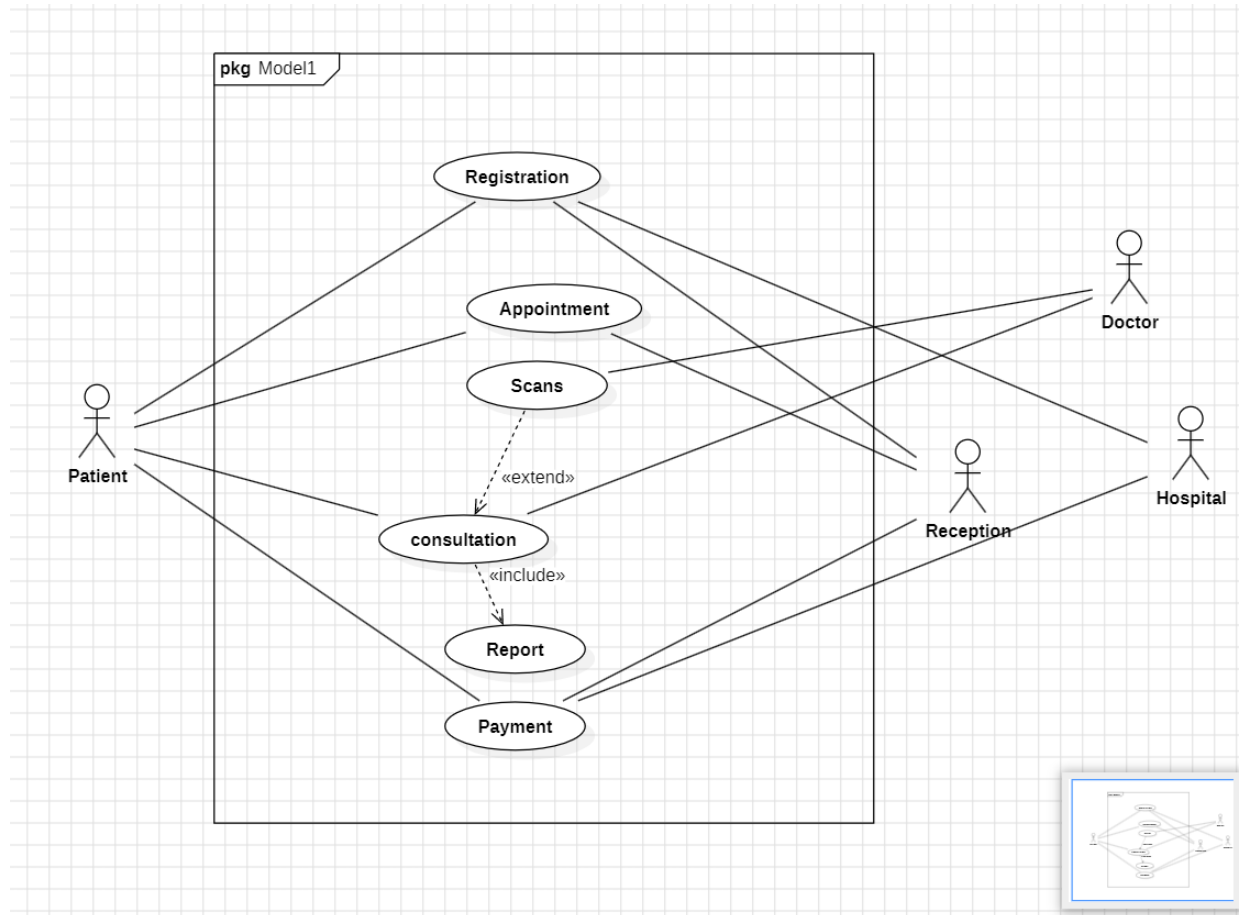 pkg Model1
Registration
Appointment
Doctor
Scans
Patient
«extend»
Hospital
Reception
consultation
«include»
Report
Payment